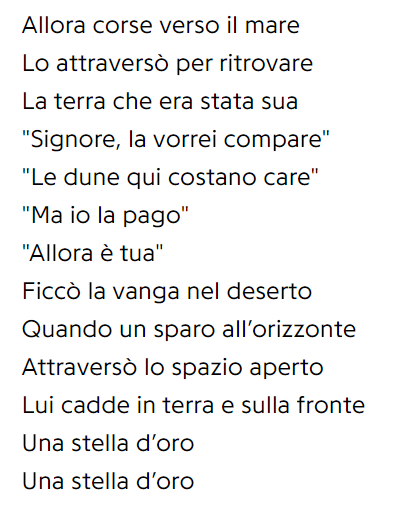 Allora corse verso il mare
Lo attraversò per ritrovare
La terra che era stata sua
"Signore, la vorrei compare"
"Le dune qui costano care"
"Ma io la pago"
"Allora è tua"
Ficcò la vanga nel deserto
Quando un sparo all’orizzonte
Attraversò lo spazio aperto
Lui cadde in terra e sulla fronte
Una stella d’oro
Una stella d’oro